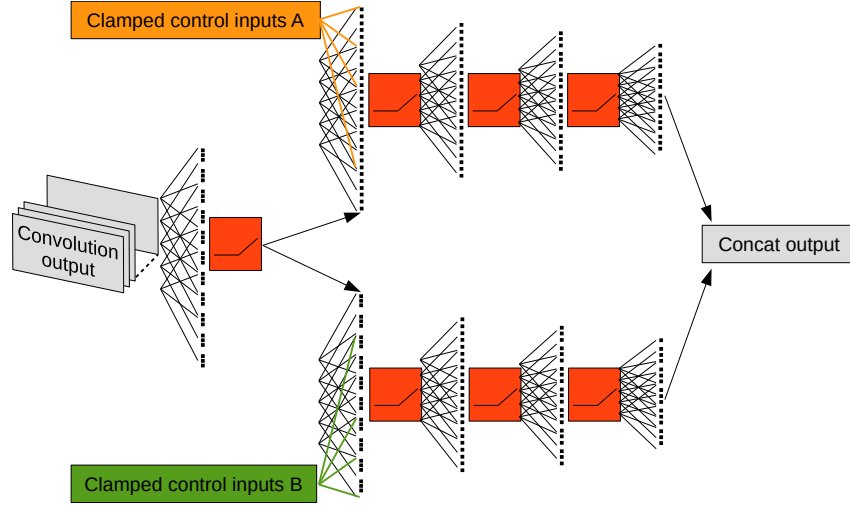 Clamped control inputs A
Convolution
output
Concat output
Clamped control inputs B